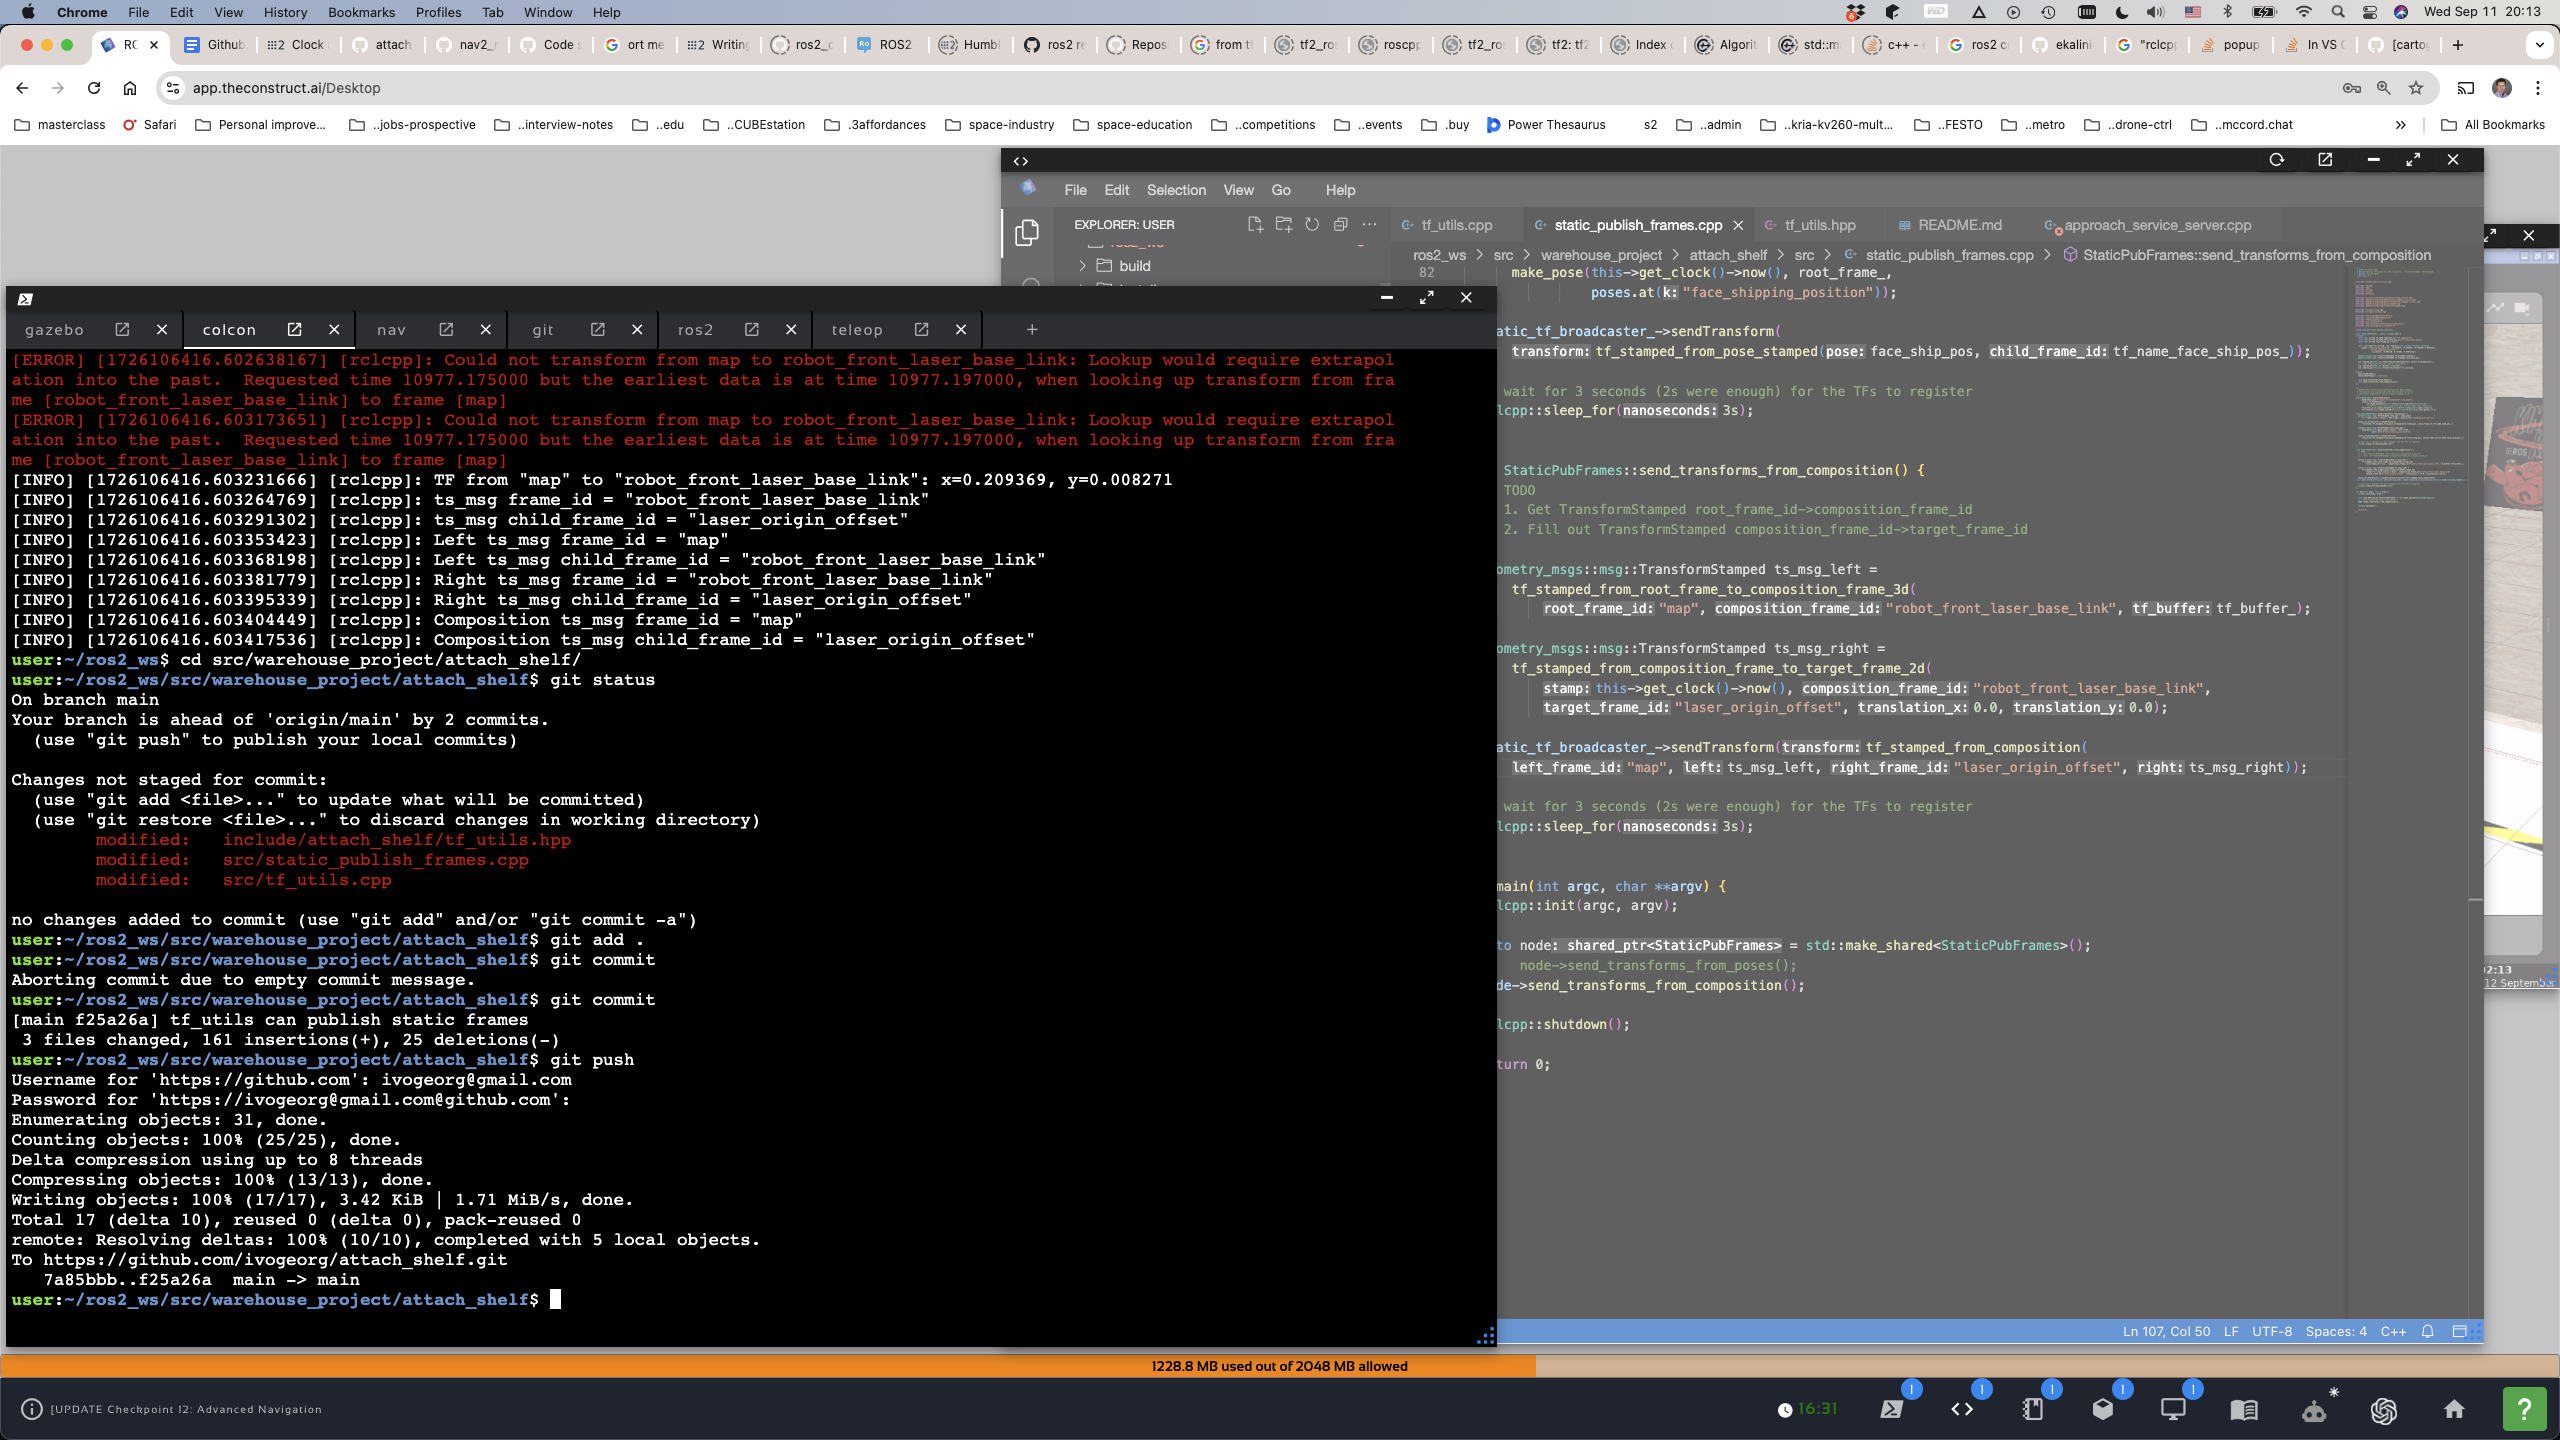 Chrome File Edit View History Bookmarks Profiles Tab Window Help
Wed Sep 11 20:13
RC Github Clock attach nav2_ Code s ort me Writing ros2_c ROS2 Humbl ros2 re Repos from tf tf2_ros roscpp tf2_ros tf2: tf2 Index Algorit std::m c++ - ros2 c ekalini "rclcpp popup In VS C [carto
app.theconstruct.ai/Desktop
masterclass Safari Personal improve... ..jobs-prospective ..interview-notes ..edu ..CUBEstation .3affordances space-industry space-education ..competitions ..events .buy Power Thesaurus s2 ..admin ..kria-kv260-mult... ..FESTO ..metro ..drone-ctrl ..mccord.chat » All Bookmarks
File Edit Selection View Go Help
EXPLORER: USER
ros2_ws
build
tf_utils.cpp static_publish_frames.cpp tf_utils.hpp README.md approach_service_server.cpp
ros2_ws > src > warehouse_project > attach_shelf > src > static_publish_frames.cpp > StaticPubFrames::send_transforms_from_composition
82 make_pose(this->get_clock()->now(), root_frame_,
poses.at(k: "face_shipping_position"));
atic_tf_broadcaster_->sendTransform(
transform: tf_stamped_from_pose_stamped(pose: face_ship_pos, child_frame_id: tf_name_face_ship_pos_));
wait for 3 seconds (2s were enough) for the TFs to register
lcpp::sleep_for(nanoseconds: 3s);
StaticPubFrames::send_transforms_from_composition() {
TODO
1. Get TransformStamped root_frame_id->composition_frame_id
2. Fill out TransformStamped composition_frame_id->target_frame_id
ometry_msgs::msg::TransformStamped ts_msg_left =
tf_stamped_from_root_frame_to_composition_frame_3d(
root_frame_id: "map", composition_frame_id: "robot_front_laser_base_link", tf_buffer: tf_buffer_);
ometry_msgs::msg::TransformStamped ts_msg_right =
tf_stamped_from_composition_frame_to_target_frame_2d(
stamp: this->get_clock()->now(), composition_frame_id: "robot_front_laser_base_link",
target_frame_id: "laser_origin_offset", translation_x: 0.0, translation_y: 0.0);
atic_tf_broadcaster_->sendTransform(transform: tf_stamped_from_composition(
left_frame_id: "map", left: ts_msg_left, right_frame_id: "laser_origin_offset", right: ts_msg_right));
wait for 3 seconds (2s were enough) for the TFs to register
lcpp::sleep_for(nanoseconds: 3s);
main(int argc, char **argv) {
lcpp::init(argc, argv);
to node: shared_ptr<StaticPubFrames> = std::make_shared<StaticPubFrames>();
node->send_transforms_from_poses();
de->send_transforms_from_composition();
lcpp::shutdown();
turn 0;
Ln 107, Col 50 LF UTF-8 Spaces: 4 C++
02:13
12 September
gazebo colcon nav git ros2 teleop +
[ERROR] [1726106416.602638167] [rclcpp]: Could not transform from map to robot_front_laser_base_link: Lookup would require extrapol
ation into the past.  Requested time 10977.175000 but the earliest data is at time 10977.197000, when looking up transform from fra
me [robot_front_laser_base_link] to frame [map]
[ERROR] [1726106416.603173651] [rclcpp]: Could not transform from map to robot_front_laser_base_link: Lookup would require extrapol
ation into the past.  Requested time 10977.175000 but the earliest data is at time 10977.197000, when looking up transform from fra
me [robot_front_laser_base_link] to frame [map]
[INFO] [1726106416.603231666] [rclcpp]: TF from "map" to "robot_front_laser_base_link": x=0.209369, y=0.008271
[INFO] [1726106416.603264769] [rclcpp]: ts_msg frame_id = "robot_front_laser_base_link"
[INFO] [1726106416.603291302] [rclcpp]: ts_msg child_frame_id = "laser_origin_offset"
[INFO] [1726106416.603353423] [rclcpp]: Left ts_msg frame_id = "map"
[INFO] [1726106416.603368198] [rclcpp]: Left ts_msg child_frame_id = "robot_front_laser_base_link"
[INFO] [1726106416.603381779] [rclcpp]: Right ts_msg frame_id = "robot_front_laser_base_link"
[INFO] [1726106416.603395339] [rclcpp]: Right ts_msg child_frame_id = "laser_origin_offset"
[INFO] [1726106416.603404449] [rclcpp]: Composition ts_msg frame_id = "map"
[INFO] [1726106416.603417536] [rclcpp]: Composition ts_msg child_frame_id = "laser_origin_offset"
user:~/ros2_ws$ cd src/warehouse_project/attach_shelf/
user:~/ros2_ws/src/warehouse_project/attach_shelf$ git status
On branch main
Your branch is ahead of 'origin/main' by 2 commits.
(use "git push" to publish your local commits)
Changes not staged for commit:
(use "git add <file>..." to update what will be committed)
(use "git restore <file>..." to discard changes in working directory)
modified:   include/attach_shelf/tf_utils.hpp
modified:   src/static_publish_frames.cpp
modified:   src/tf_utils.cpp
no changes added to commit (use "git add" and/or "git commit -a")
user:~/ros2_ws/src/warehouse_project/attach_shelf$ git add .
user:~/ros2_ws/src/warehouse_project/attach_shelf$ git commit
Aborting commit due to empty commit message.
user:~/ros2_ws/src/warehouse_project/attach_shelf$ git commit
[main f25a26a] tf_utils can publish static frames
3 files changed, 161 insertions(+), 25 deletions(-)
user:~/ros2_ws/src/warehouse_project/attach_shelf$ git push
Username for 'https://github.com': ivogeorg@gmail.com
Password for 'https://ivogeorg@gmail.com@github.com':
Enumerating objects: 31, done.
Counting objects: 100% (25/25), done.
Delta compression using up to 8 threads
Compressing objects: 100% (13/13), done.
Writing objects: 100% (17/17), 3.42 KiB | 1.71 MiB/s, done.
Total 17 (delta 10), reused 0 (delta 0), pack-reused 0
remote: Resolving deltas: 100% (10/10), completed with 5 local objects.
To https://github.com/ivogeorg/attach_shelf.git
7a85bbb..f25a26a  main -> main
user:~/ros2_ws/src/warehouse_project/attach_shelf$
1228.8 MB used out of 2048 MB allowed
[UPDATE Checkpoint 12: Advanced Navigation
16:31 1 1 1 1 1 ?